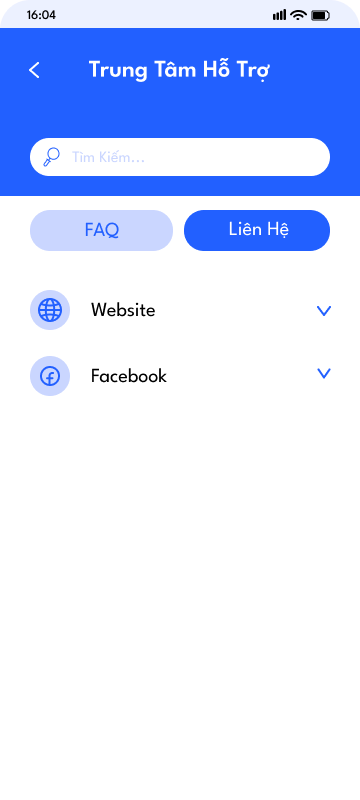 16:04
Trung Tâm Hỗ Trợ
Tìm Kiếm...
FAQ
Liên Hệ
Website
Facebook